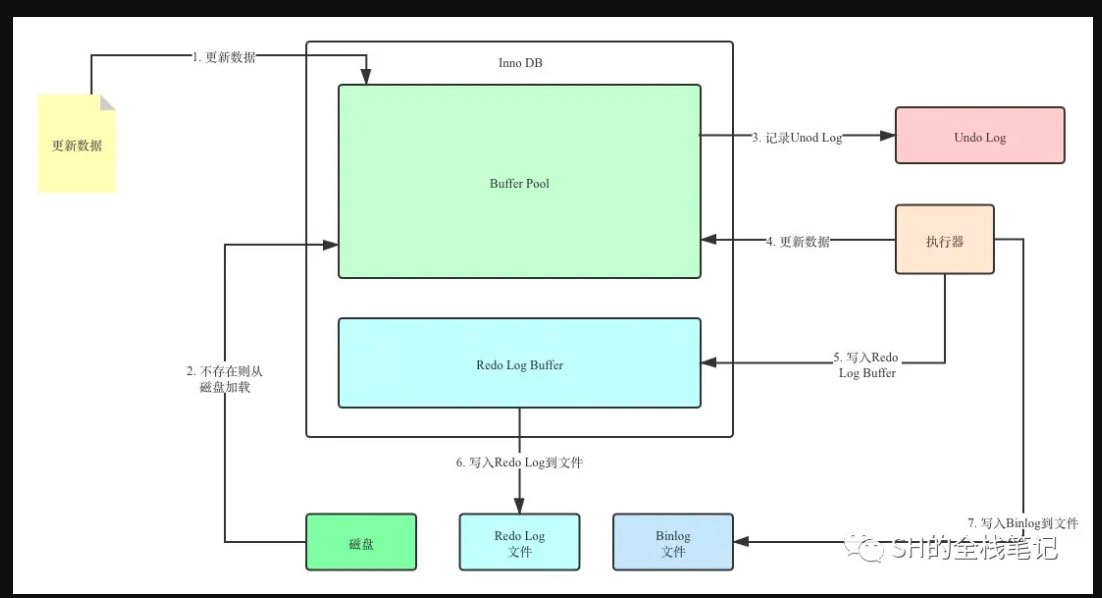 1. 更新数据
Inno DB
更新数据
Buffer Pool
3. 记录Unod Log
Undo Log
4. 更新数据
执行器
2. 不存在则从
磁盘加载
Redo Log Buffer
5. 写入Redo
Log Buffer
6. 写入Redo Log到文件
磁盘
Redo Log
文件
Binlog
文件
7. 写入Binlog到文件
SH的全栈笔记